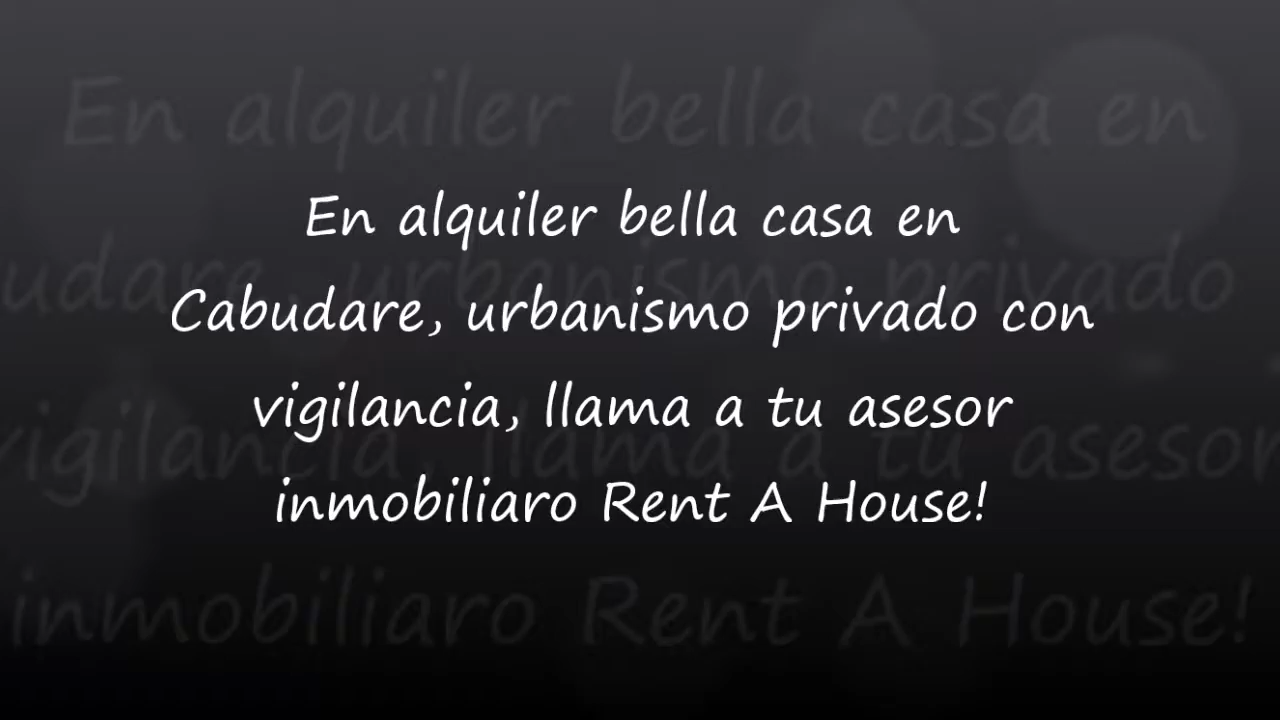 En alquiler bella casa en
Cabudare, urbanismo privado con
vigilancia, llama a tu asesor
inmobiliaro Rent A House!